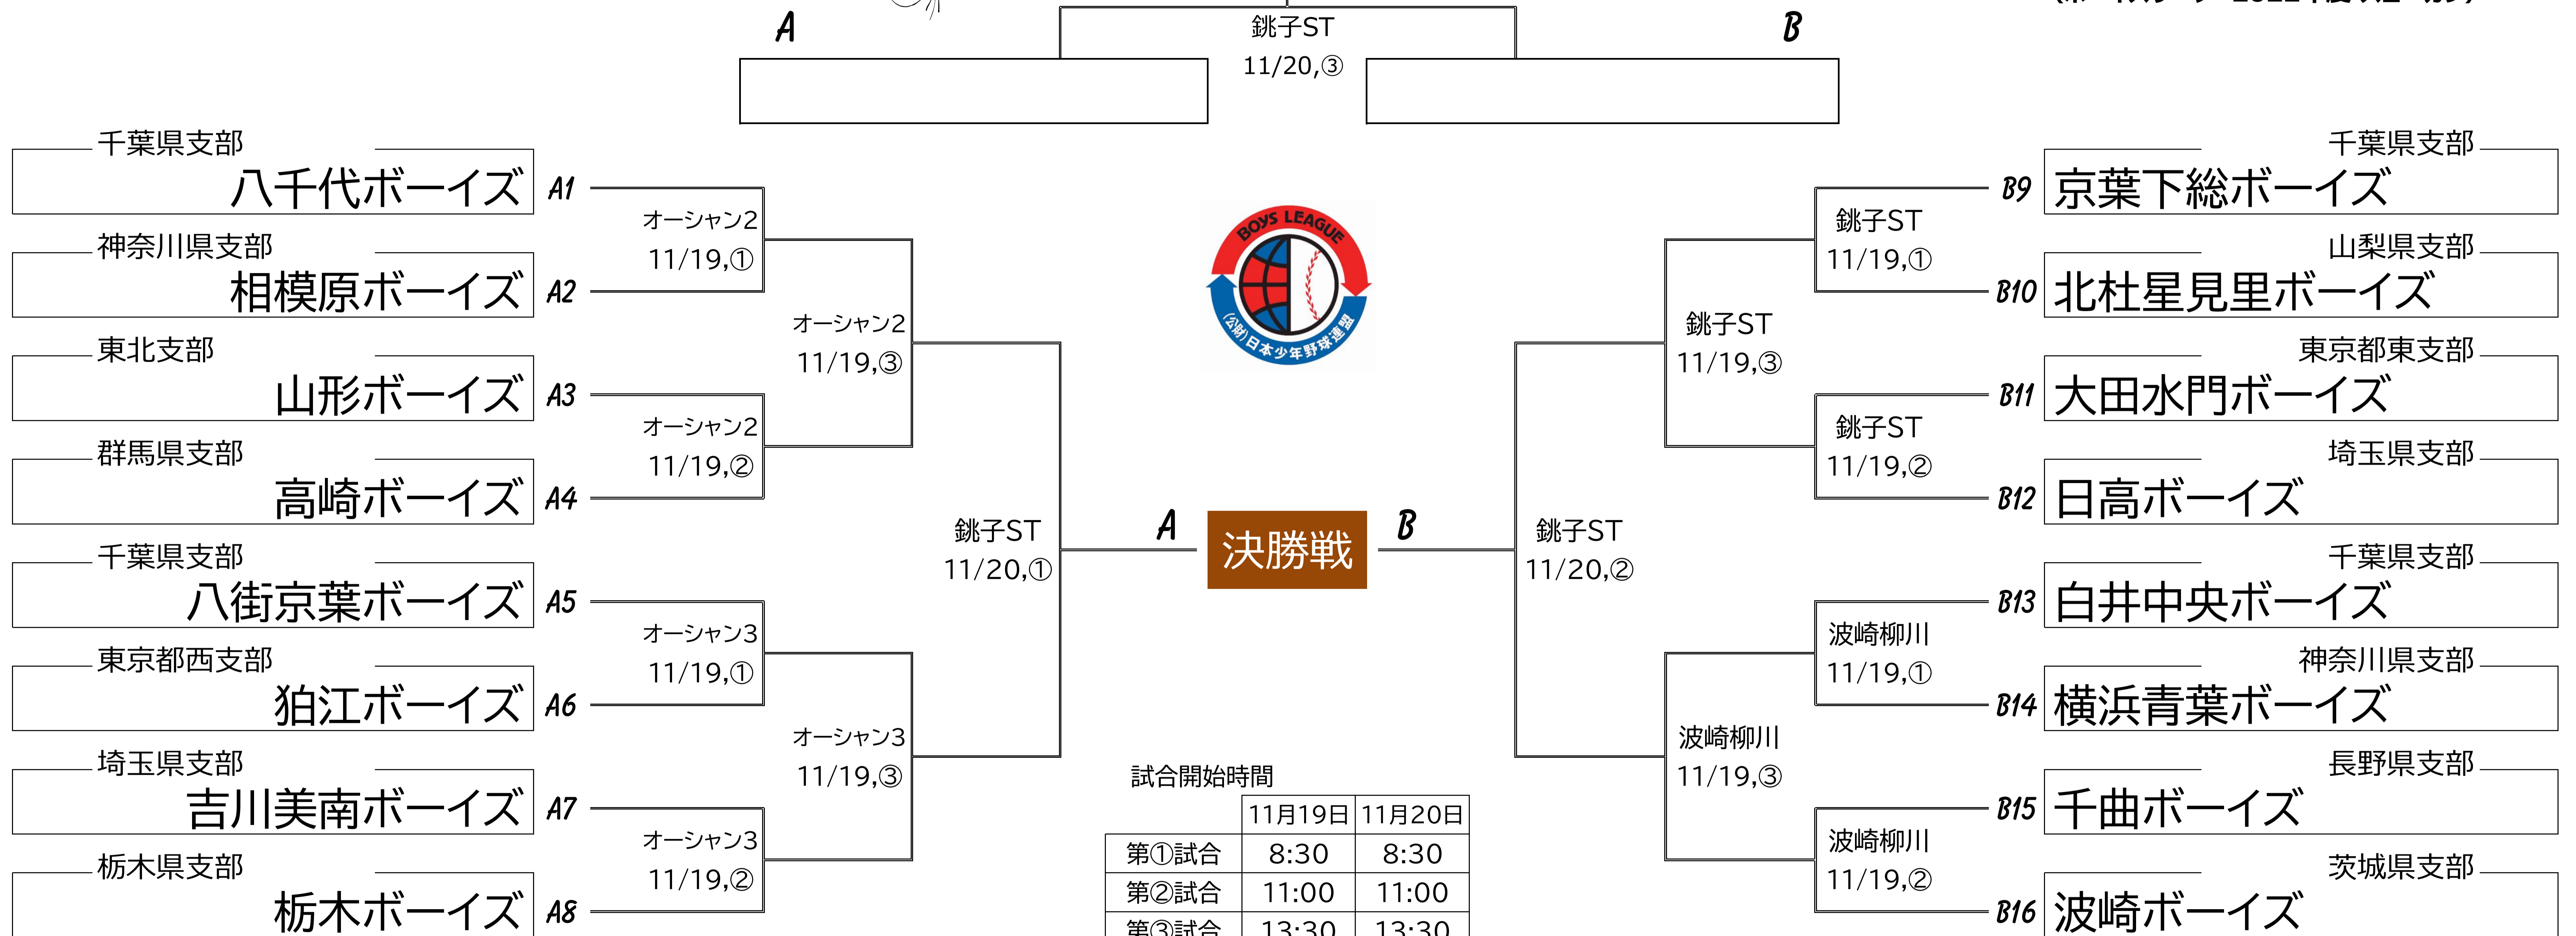 A
銚子ST
B
11/20,③
千葉県支部
八千代ボーイズ A1
オーシャン2
11/19,①
神奈川県支部
相模原ボーイズ A2
オーシャン2
11/19,③
東北支部
山形ボーイズ A3
オーシャン2
11/19,②
群馬県支部
高崎ボーイズ A4
銚子ST
11/20,①
千葉県支部
八街京葉ボーイズ A5
オーシャン3
11/19,①
東京都西支部
狛江ボーイズ A6
オーシャン3
11/19,③
埼玉県支部
吉川美南ボーイズ A7
オーシャン3
11/19,②
栃木県支部
栃木ボーイズ A8
BOYS LEAGUE
(公財)日本少年野球連盟
A 決勝戦 B
試合開始時間
11月19日 11月20日
第①試合 8:30 8:30
第②試合 11:00 11:00
第③試合 13:30 13:30
千葉県支部
B9 京葉下総ボーイズ
銚子ST
11/19,①
山梨県支部
B10 北杜星見里ボーイズ
銚子ST
11/19,③
東京都東支部
B11 大田水門ボーイズ
銚子ST
11/19,②
埼玉県支部
B12 日高ボーイズ
銚子ST
11/20,②
千葉県支部
B13 白井中央ボーイズ
波崎柳川
11/19,①
神奈川県支部
B14 横浜青葉ボーイズ
波崎柳川
11/19,③
長野県支部
B15 千曲ボーイズ
波崎柳川
11/19,②
茨城県支部
B16 波崎ボーイズ